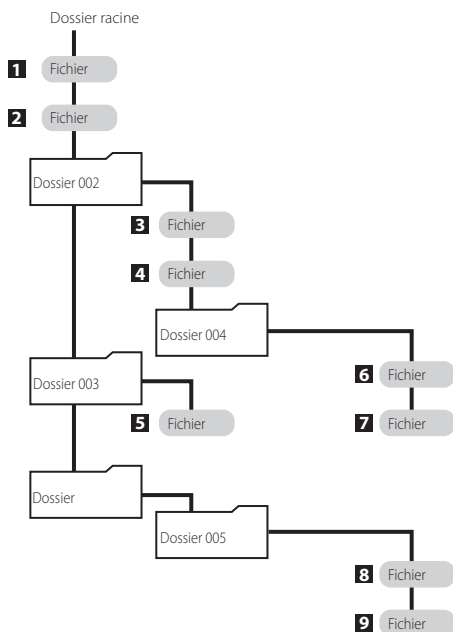 Dossier racine
1 Fichier
2 Fichier
Dossier 002
3 Fichier
4 Fichier
Dossier 004
Dossier 003
6 Fichier
5 Fichier
7 Fichier
Dossier
Dossier 005
8 Fichier
9 Fichier